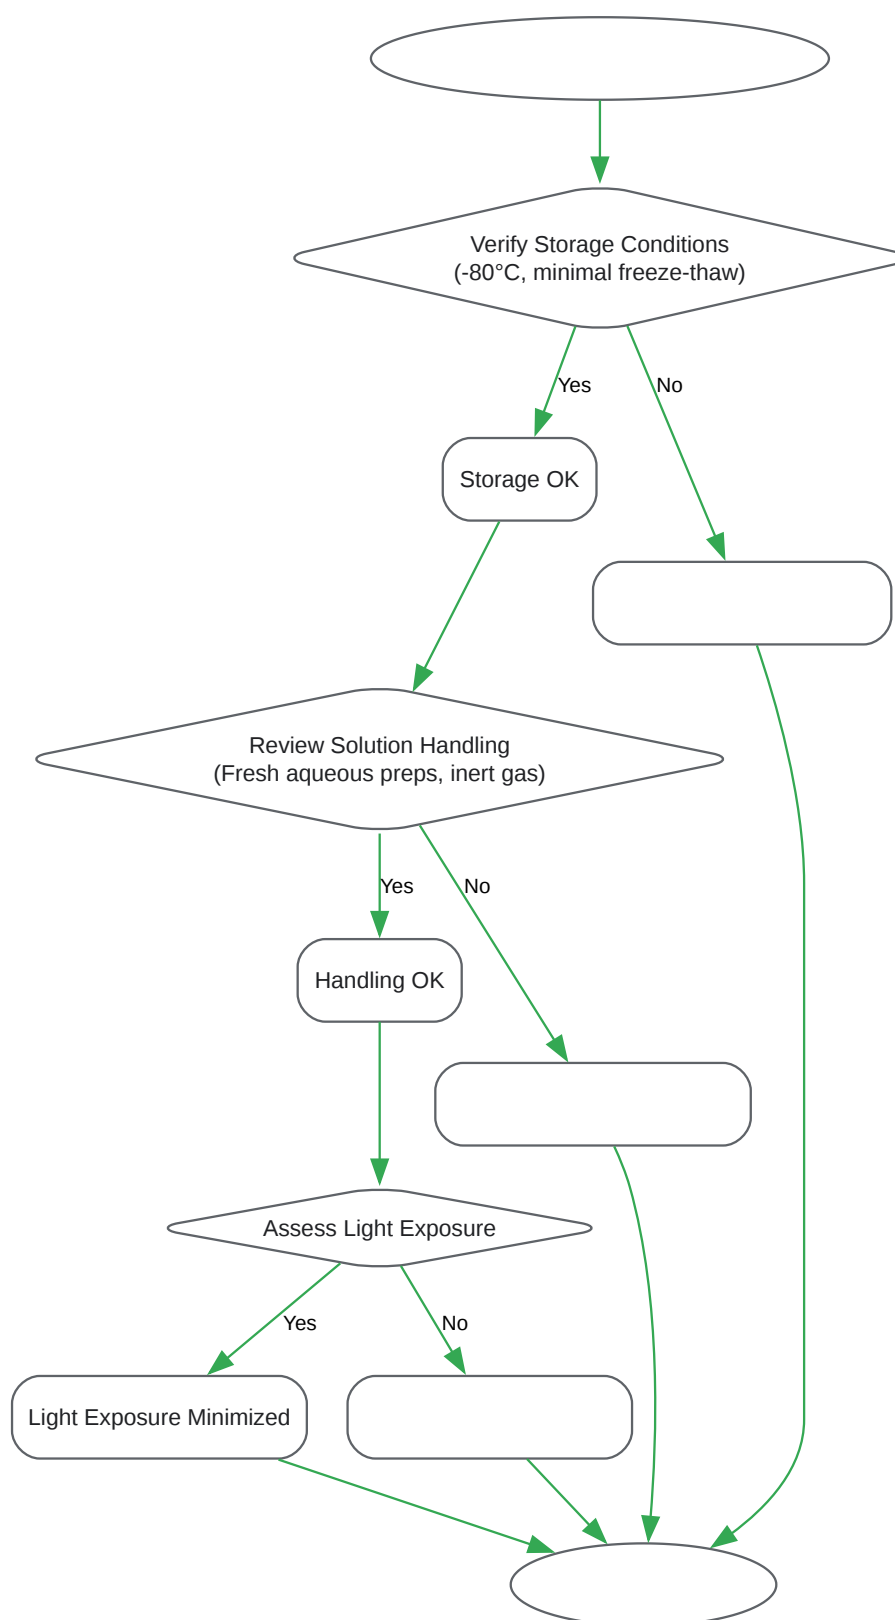 Verify Storage Conditions
(-80°C, minimal freeze-thaw)
Yes
No
Storage OK
Review Solution Handling
(Fresh aqueous preps, inert gas)
Yes
No
Handling OK
Assess Light Exposure
Yes
No
Light Exposure Minimized